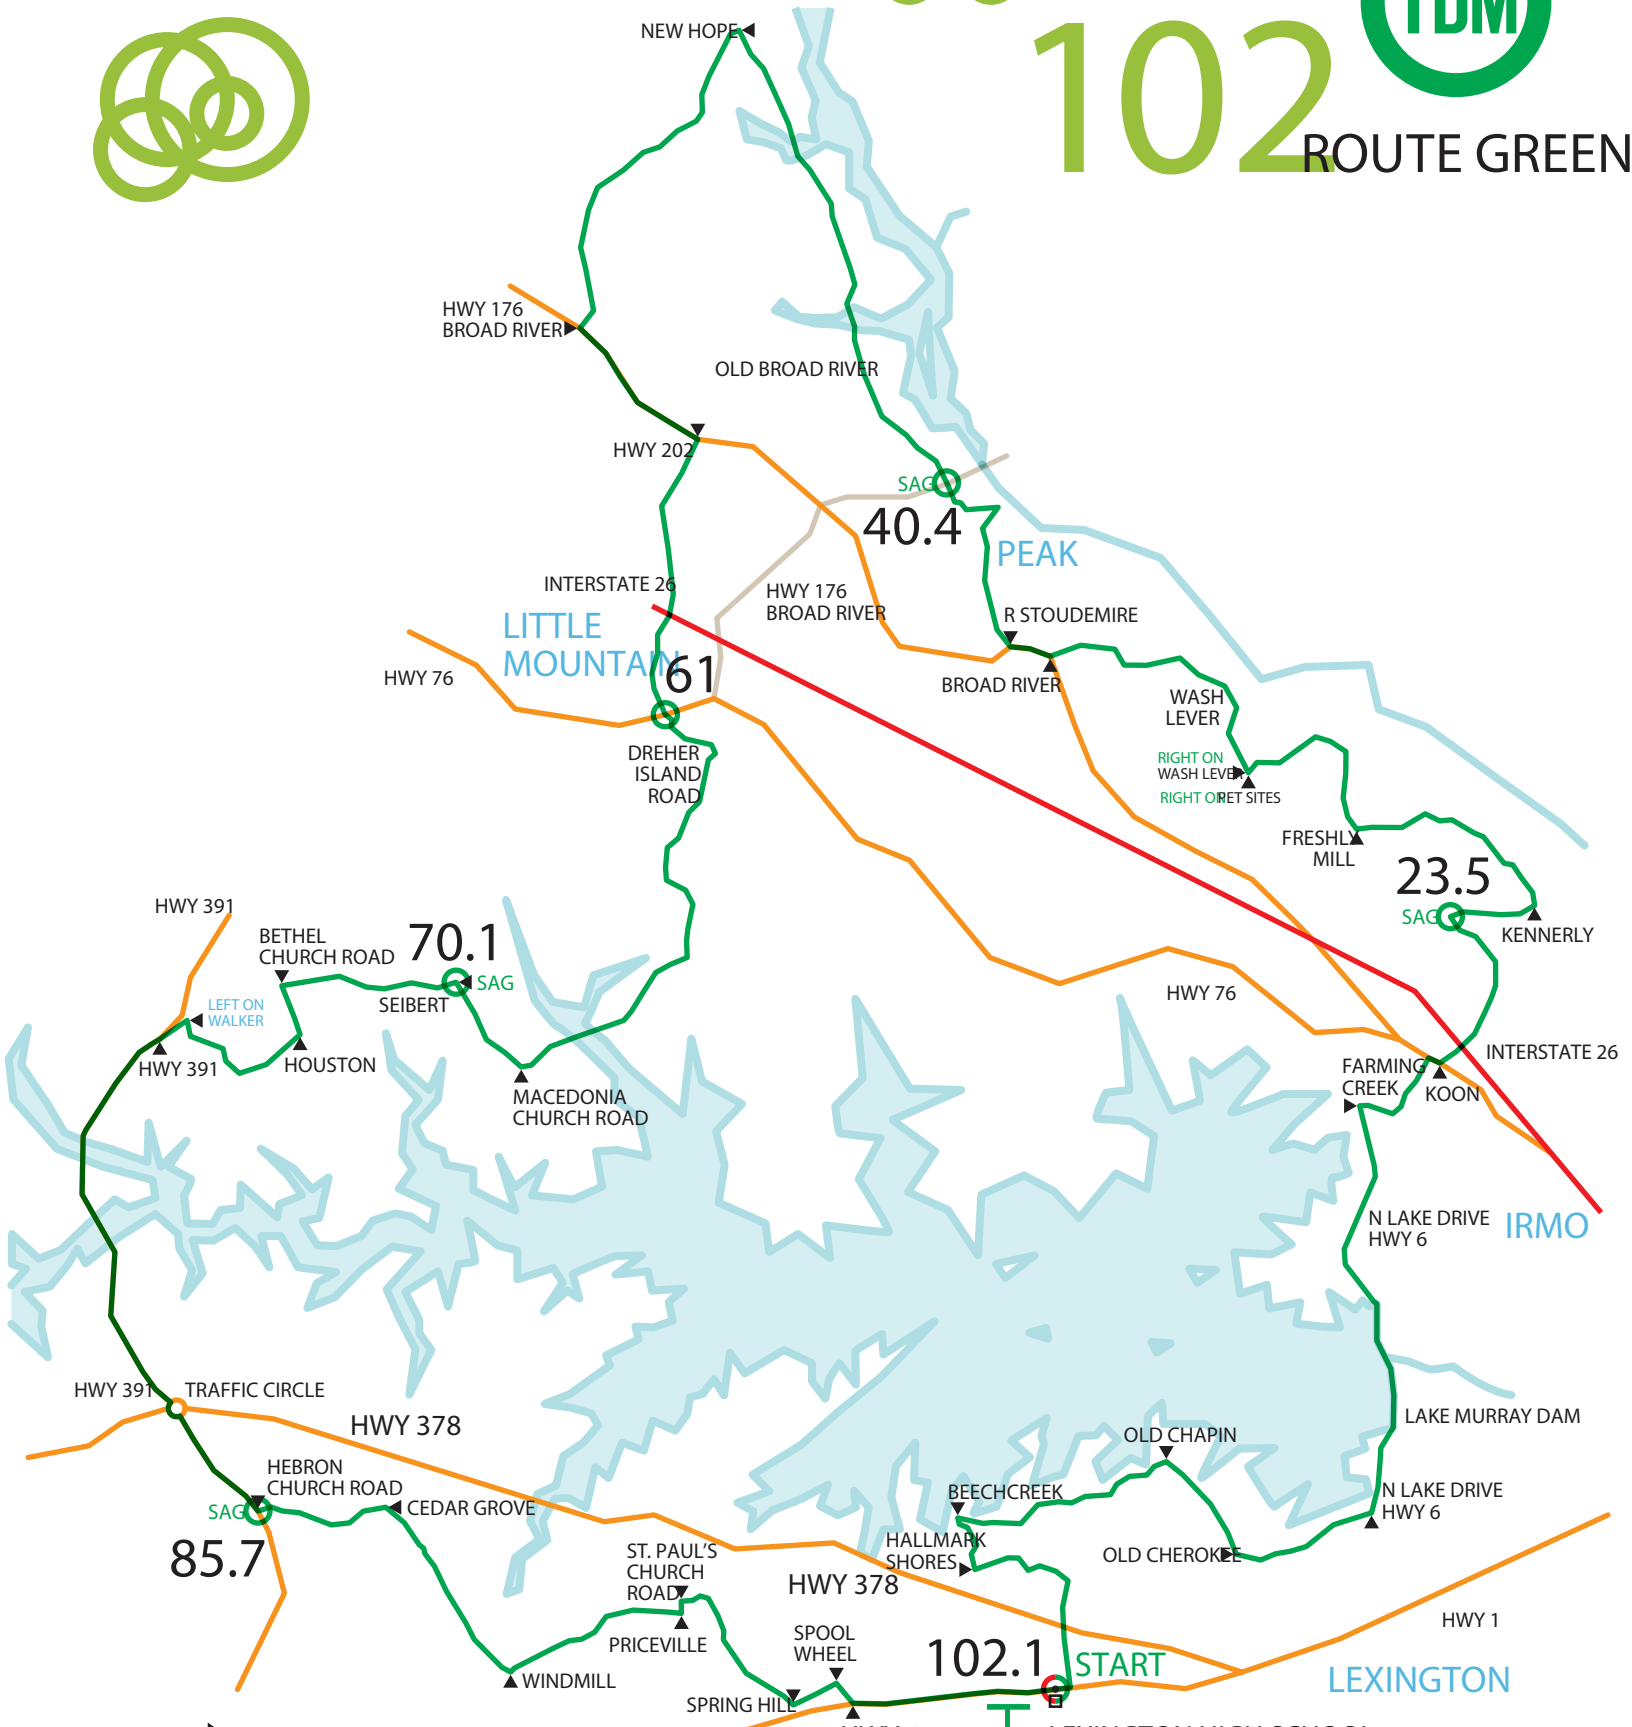 TDM
102
ROUTE GREEN
NEW HOPE
HWY 176
BROAD RIVER
OLD BROAD RIVER
HWY 202
SAG
40.4
PEAK
INTERSTATE 26
HWY 176
BROAD RIVER
R STOUDEMIRE
LITTLE
MOUNTAIN
61
HWY 76
BROAD RIVER
WASH
LEVER
DREHER
ISLAND
ROAD
RIGHT ON
WASH LEVER
RIGHT ON
PET SITES
FRESHLY
MILL
23.5
SAG
KENNERLY
HWY 391
BETHEL
CHURCH ROAD
70.1
SAG
SEIBERT
LEFT ON
WALKER
HWY 76
HWY 391
HOUSTON
MACEDONIA
CHURCH ROAD
INTERSTATE 26
FARMING
CREEK
KOON
N LAKE DRIVE
HWY 6
IRMO
HWY 391
TRAFFIC CIRCLE
HWY 378
LAKE MURRAY DAM
OLD CHAPIN
HEBRON
CHURCH ROAD
SAG
CEDAR GROVE
BEECHCREEK
N LAKE DRIVE
HWY 6
85.7
ST. PAUL'S
CHURCH
ROAD
HALLMARK
SHORES
OLD CHEROKEE
HWY 378
HWY 1
PRICEVILLE
SPOOL
WHEEL
102.1
START
WINDMILL
SPRING HILL
LEXINGTON
LEXINGTON HIGH SCHOOL